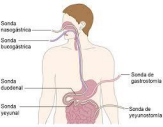 Sonda
nasogástrica
Sonda
bucogástrica
Sonda
duodenal
Sonda
yeyunal
Sonda de
gastrostomía
Sonda de
yeyunostomía